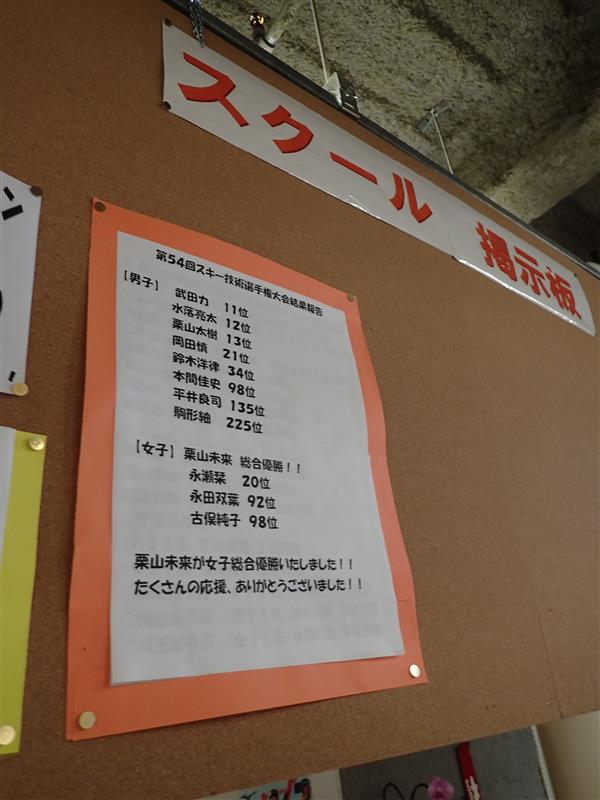 スクール 掲示板
第54回スキー技術選手権大会結果報告
【男子】 武田力 11位
水落亮太 12位
栗山太樹 13位
岡田慎 21位
鈴木洋律 34位
本間佳史 98位
平井良司 135位
駒形紬 225位
【女子】 栗山未来 総合優勝！！
永瀬栞 20位
永田双葉 92位
古俣純子 98位
栗山未来が女子総合優勝いたしました！！
たくさんの応援、ありがとうございました！！
ン